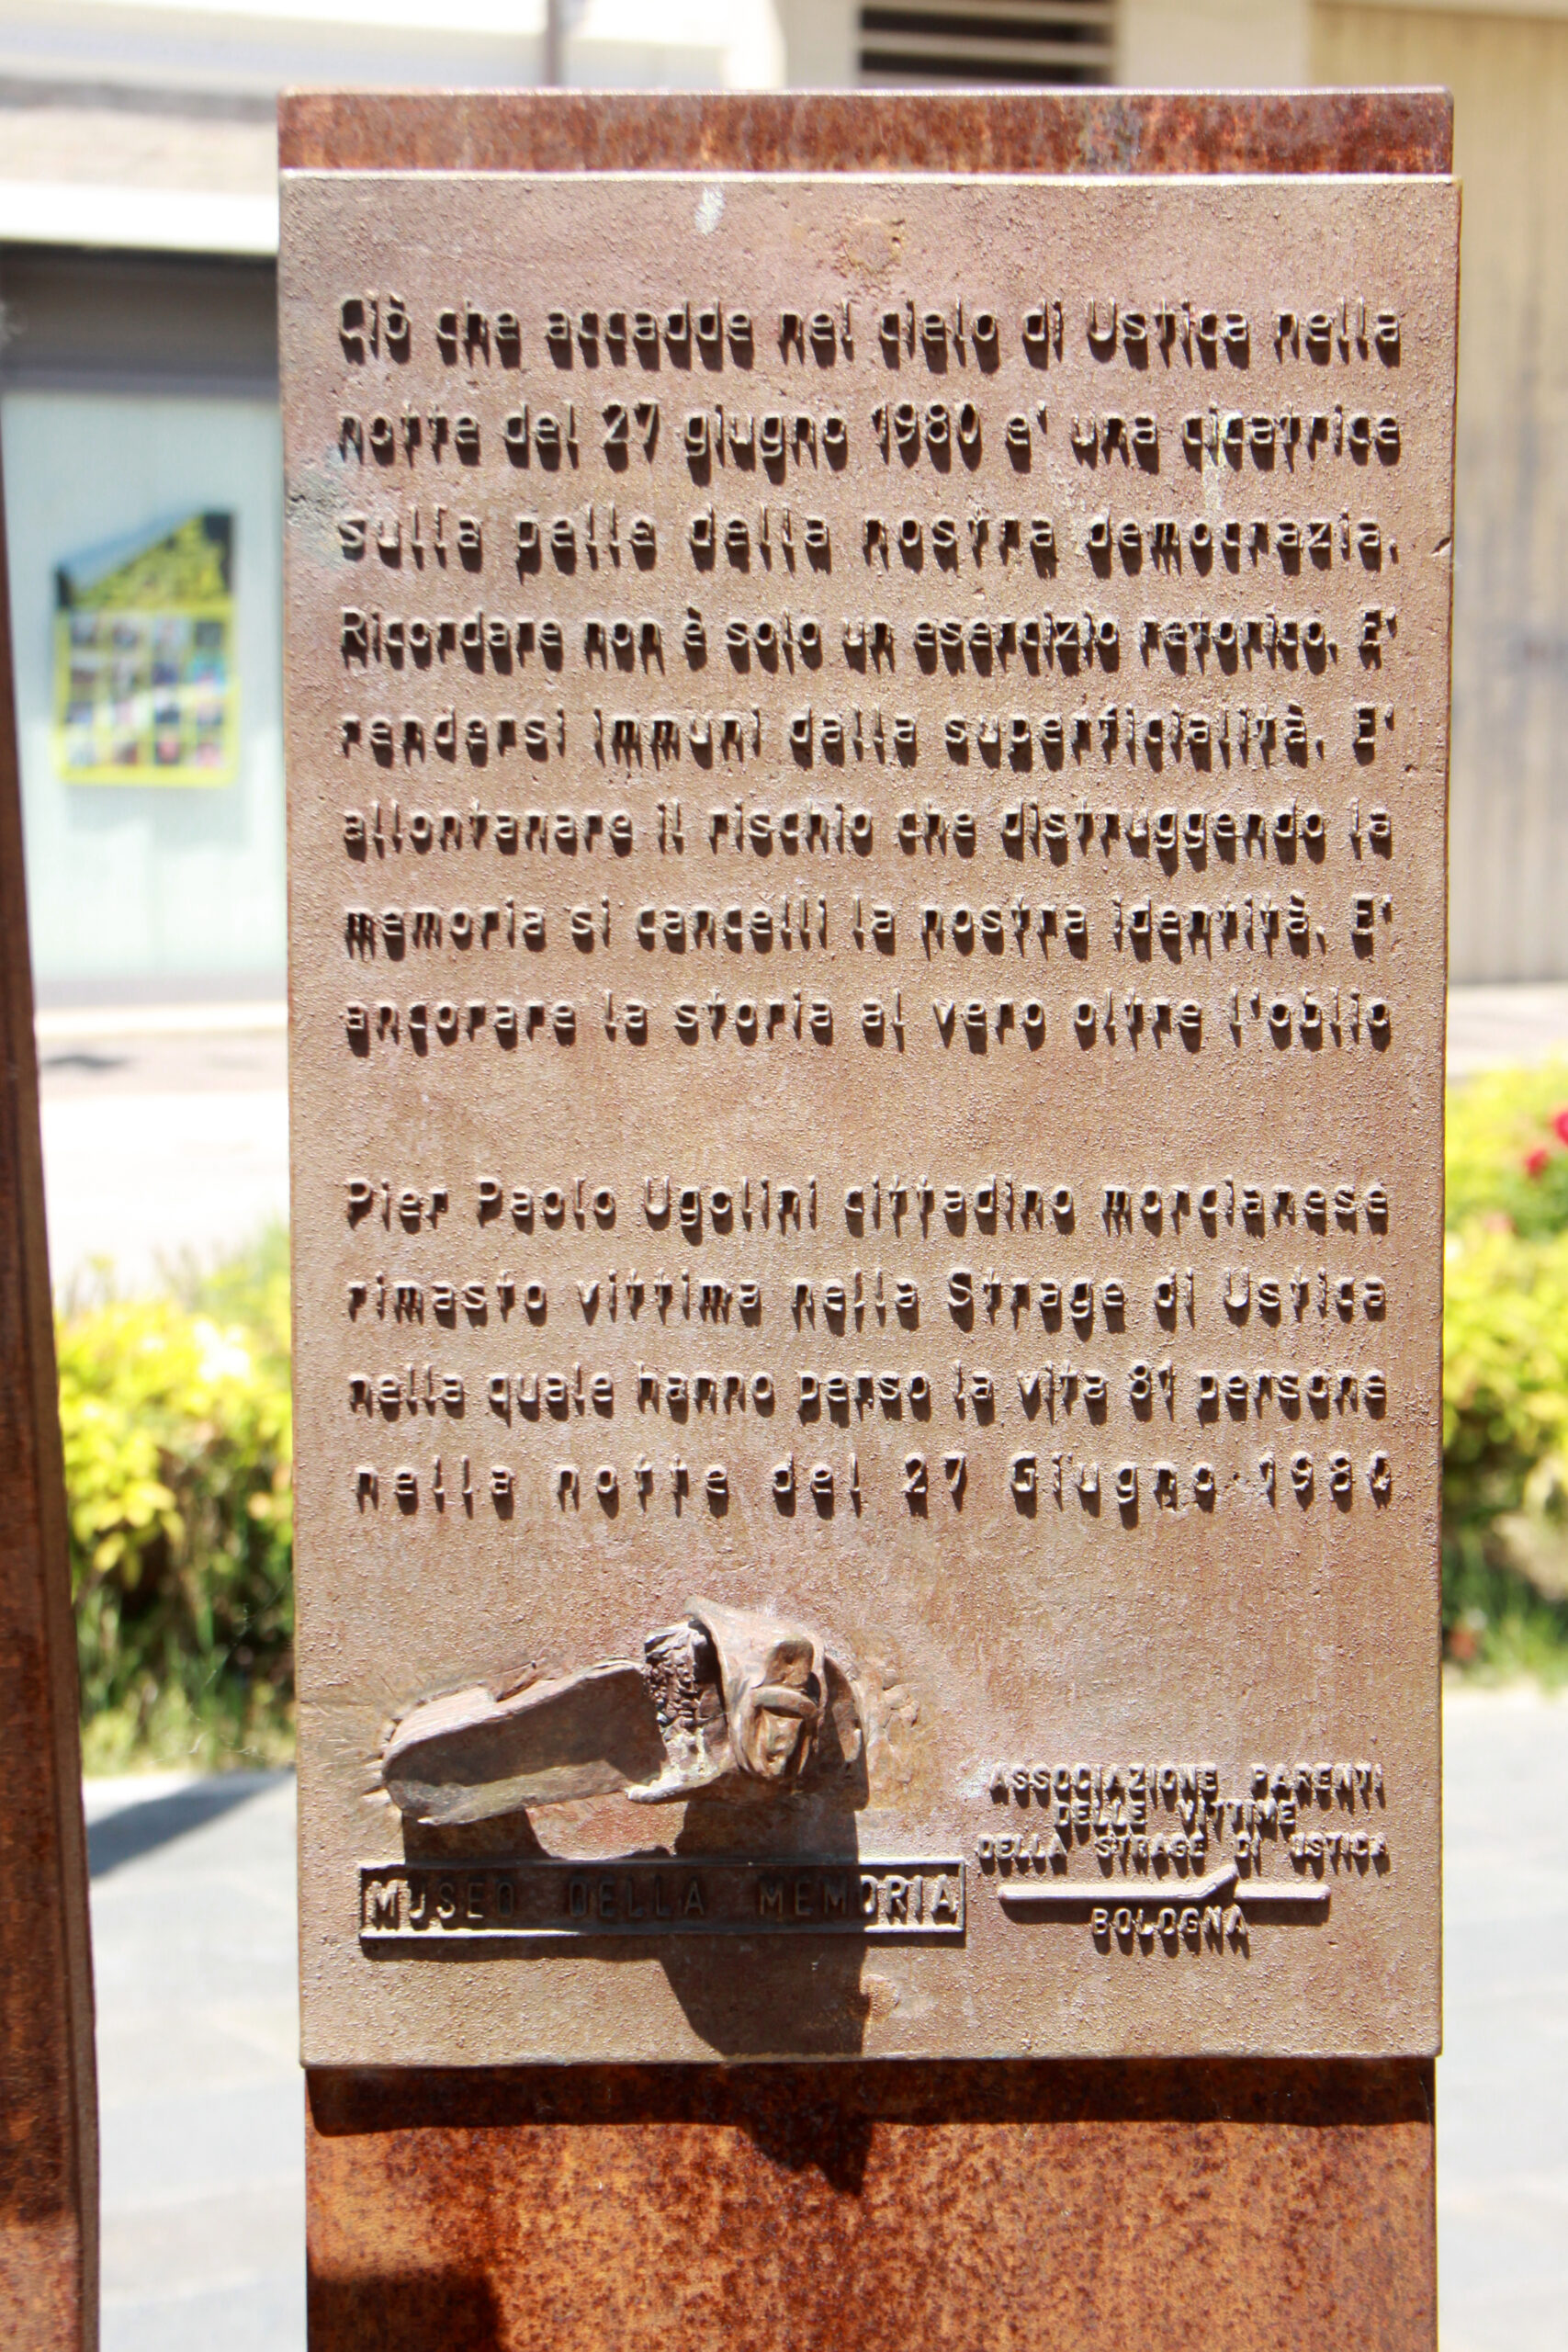 Ciò che accadde nel cielo di Ustica nella
notte del 27 giugno 1980 e' una cicatrice
sulla pelle della nostra democrazia.
Ricordare non è solo un esercizio retorico. E'
rendersi immuni dalla superficialità. E'
allontanare il rischio che distruggendo la
memoria si cancelli la nostra identità. E'
ancorare la storia al vero oltre l'oblio
Pier Paolo Ugolini cittadino morcianese
rimasto vittima nella Strage di Ustica
nella quale hanno perso la vita 81 persone
nella notte del 27 Giugno 1980
ASSOCIAZIONE PARENTI
DELLE VITTIME
DELLA STRAGE DI USTICA
MUSEO DELLA MEMORIA
BOLOGNA